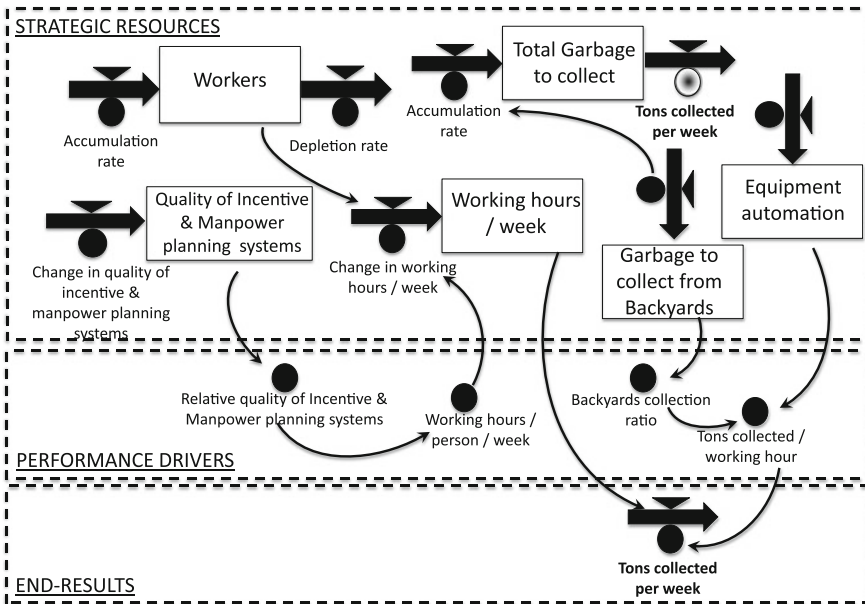 STRATEGIC RESOURCES
Workers
Accumulation
rate
Depletion rate
Total Garbage
to collect
Accumulation
rate
Tons collected
per week
Quality of Incentive
& Manpower
planning systems
Change in quality of
incentive &
manpower planning
systems
Working hours
/ week
Change in working
hours / week
Garbage to
collect from
Backyards
Equipment
automation
Relative quality of Incentive &
Manpower planning systems
Working hours /
person / week
Backyards collection
ratio
Tons collected /
working hour
PERFORMANCE DRIVERS
Tons collected
per week
END-RESULTS